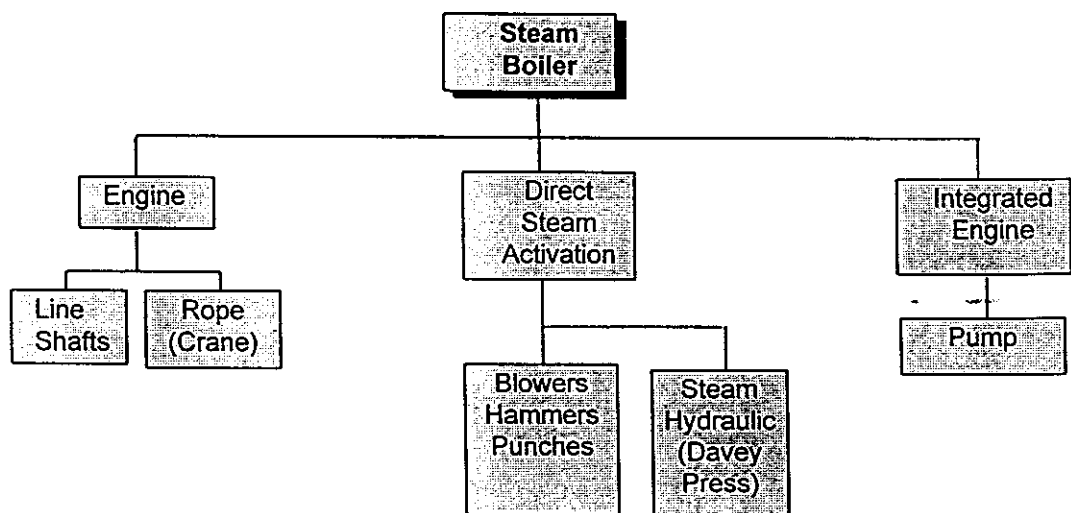 Steam
Boiler
Engine
Direct
Steam
Activation
Integrated
Engine
Line
Shafts
Rope
(Crane)
Blowers
Hammers
Punches
Steam
Hydraulic
(Davey
Press)
Pump